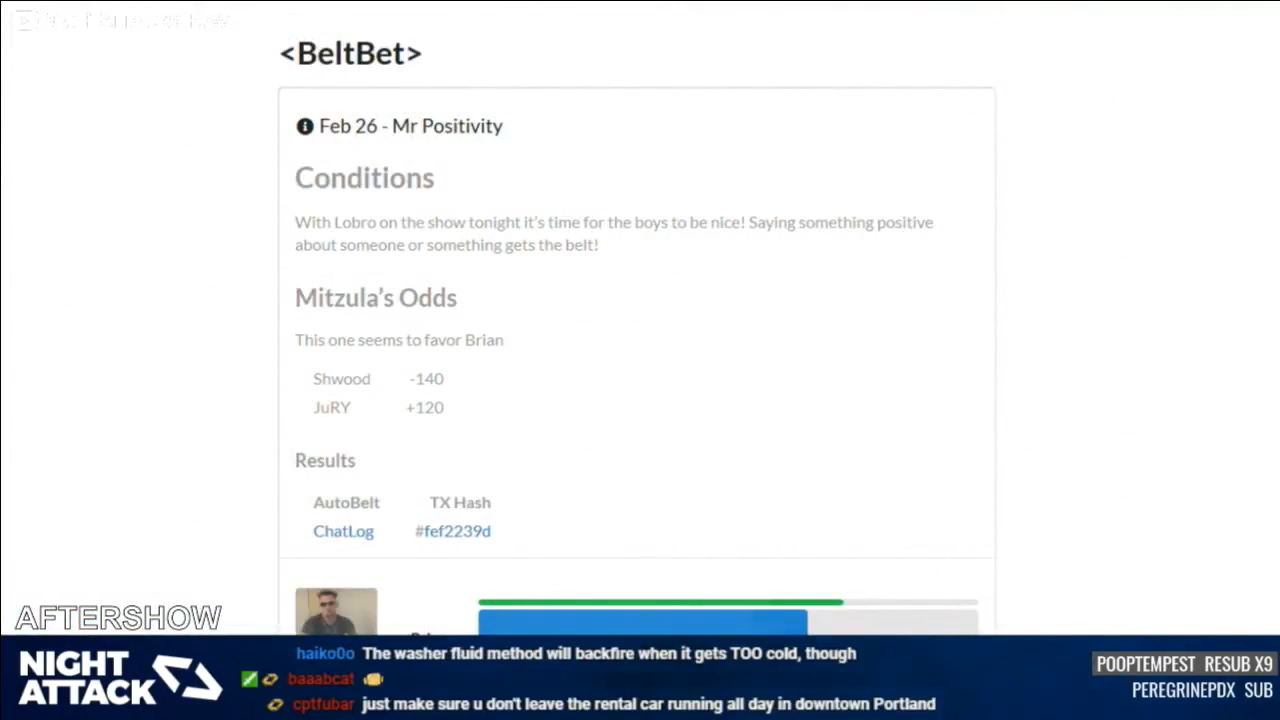 <BeltBet>
Feb 26 - Mr Positivity
Conditions
With Lobro on the show tonight it's time for the boys to be nice! Saying something positive
about someone or something gets the belt!
Mitzula's Odds
This one seems to favor Brian
Shwood -140
JuRY +120
Results
AutoBelt TX Hash
ChatLog #fef2239d
AFTERSHOW
NIGHT
ATTACK
haiko0o The washer fluid method will backfire when it gets TOO cold, though
baaabcat
cptfubar just make sure u don't leave the rental car running all day in downtown Portland
POOPTEMPEST RESUB X9
PEREGRINEPDX SUB